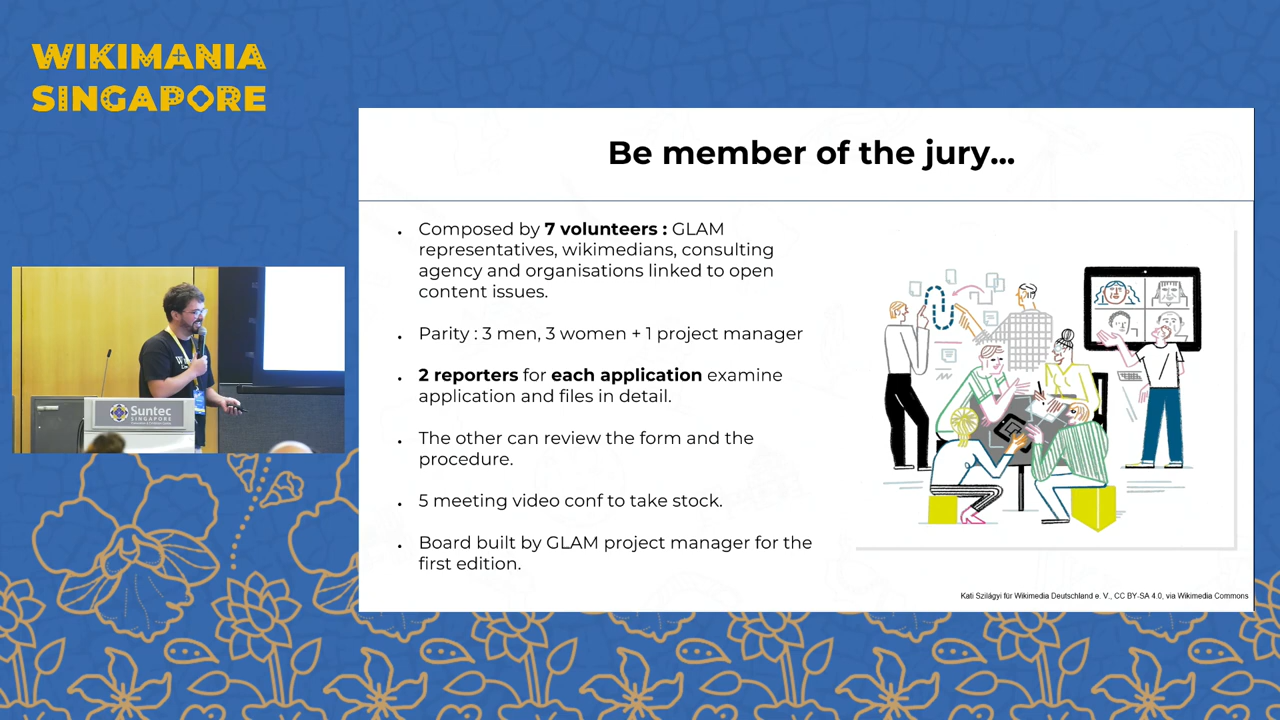 WIKIMANIA
SINGAPORE
Be member of the jury...
Composed by 7 volunteers : GLAM
representatives, wikimedians, consulting
agency and organisations linked to open
content issues.
Parity : 3 men, 3 women + 1 project manager
2 reporters for each application examine
application and files in detail.
The other can review the form and the
procedure.
5 meeting video conf to take stock.
Board built by GLAM project manager for the
first edition.
Suntec
SINGAPORE
Kati Szilágyi für Wikimedia Deutschland e. V., CC BY-SA 4.0, via Wikimedia Commons